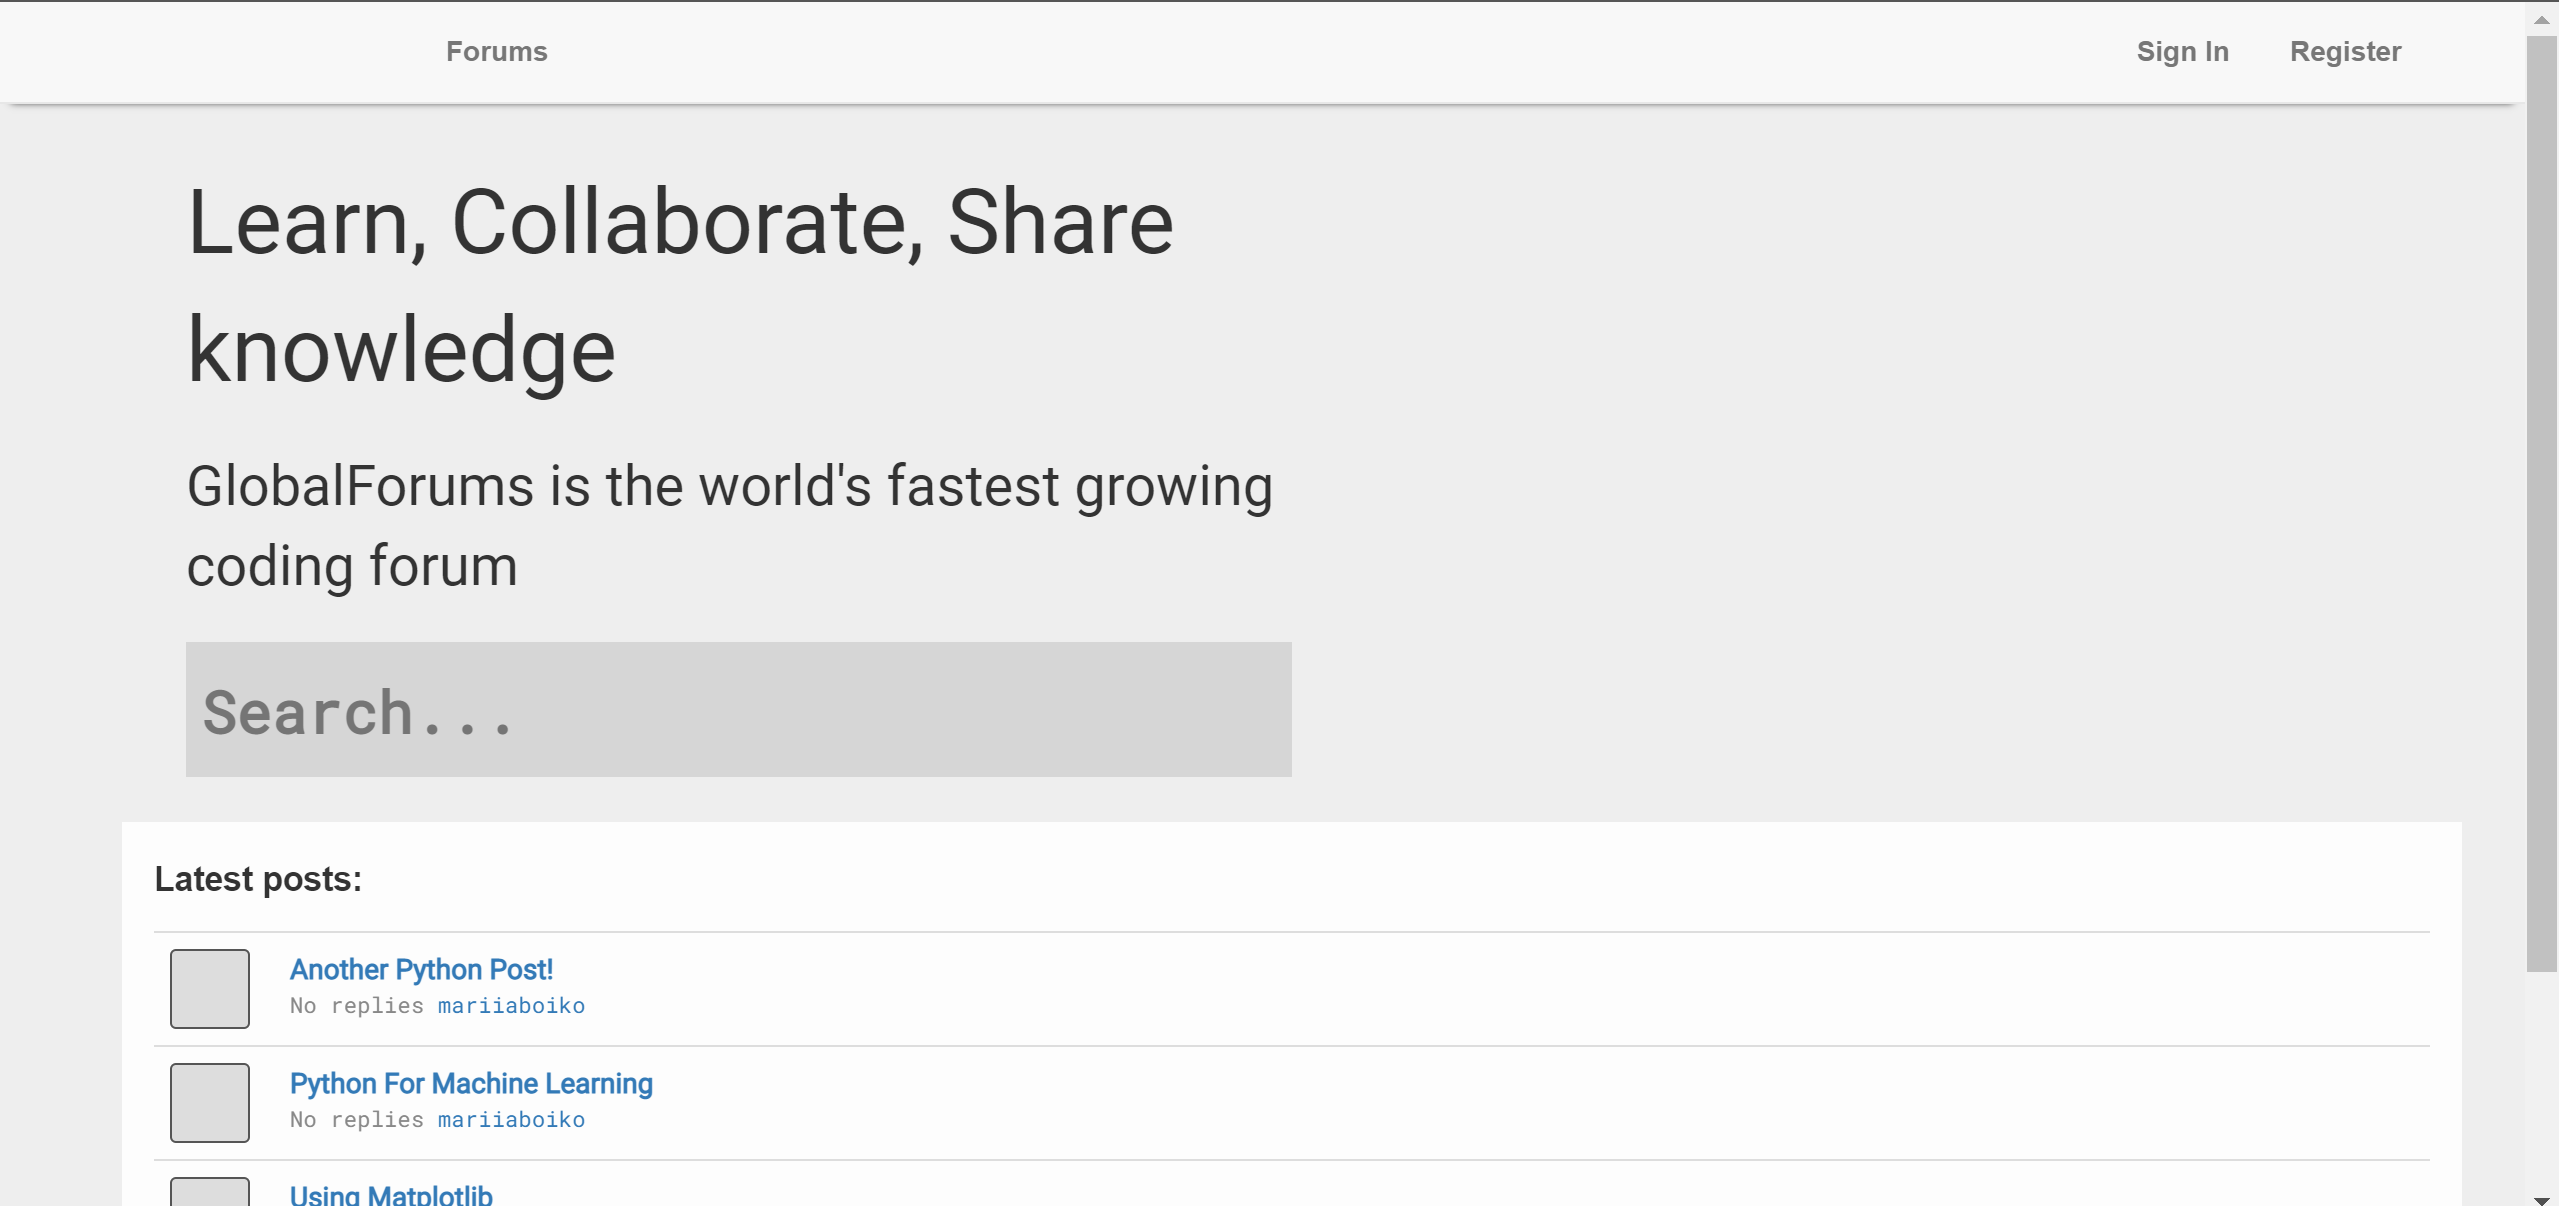 Forums
Sign In
Register
Learn, Collaborate, Share
knowledge
GlobalForums is the world's fastest growing
coding forum
Search...
Latest posts:
Another Python Post!
No replies mariiaboiko
Python For Machine Learning
No replies mariiaboiko
Using Matplotlib